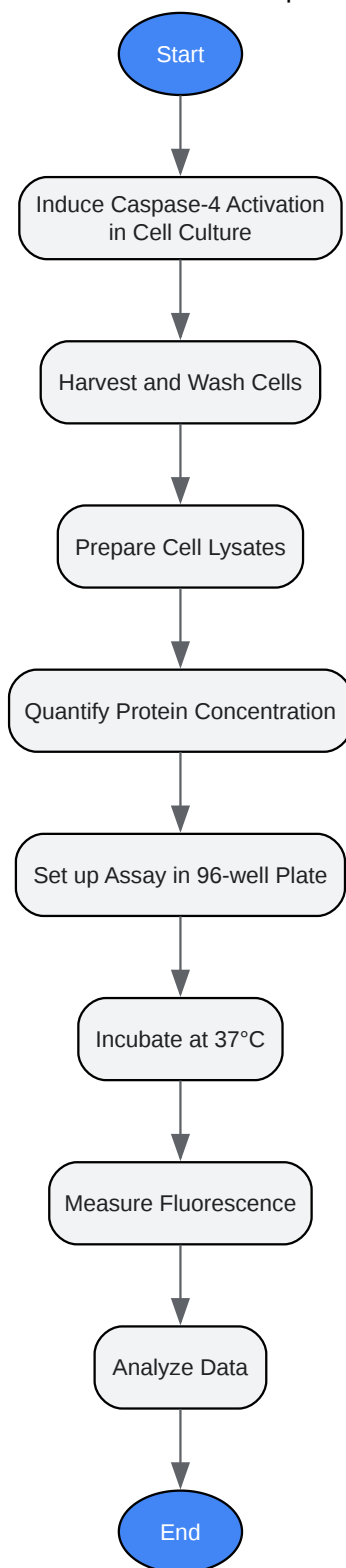 Start
Induce Caspase-4 Activation
in Cell Culture
Harvest and Wash Cells
Prepare Cell Lysates
Quantify Protein Concentration
Set up Assay in 96-well Plate
Incubate at 37°C
Measure Fluorescence
Analyze Data
End